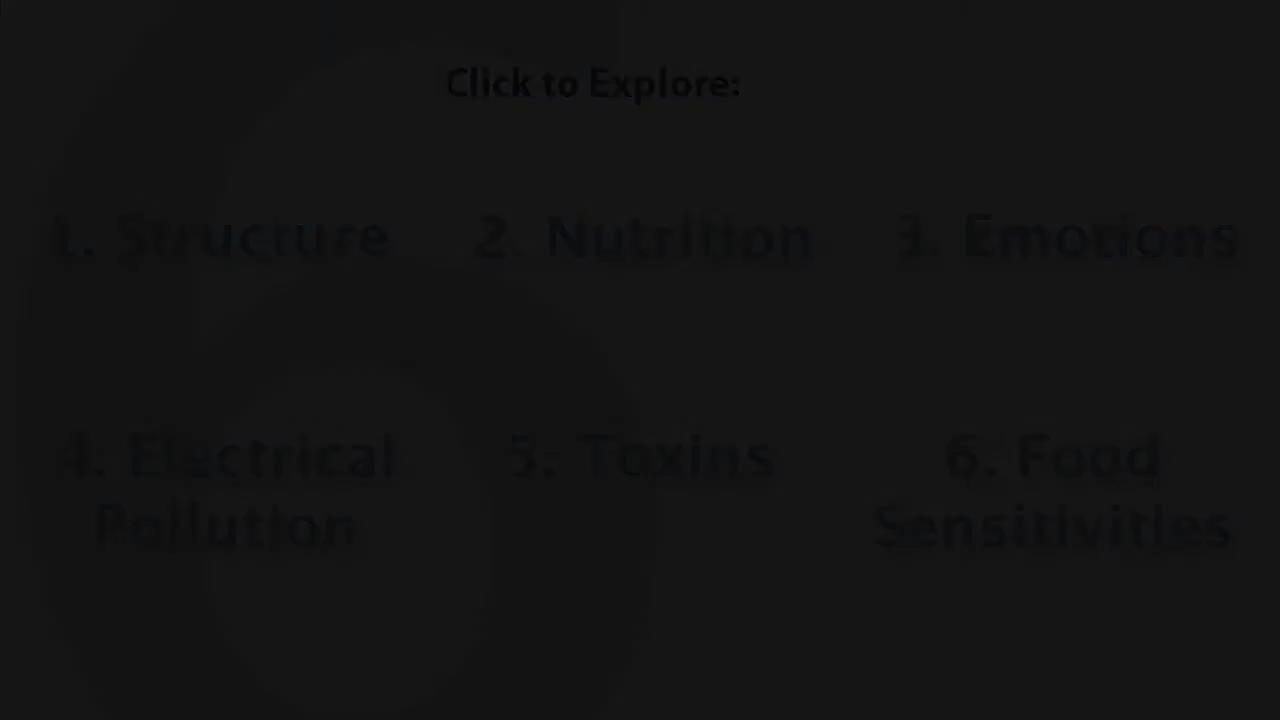 Click to Explore:
1. Structure
2. Nutrition
3. Emotions
4. Electrical
Pollution
5. Toxins
6. Food
Sensitivities